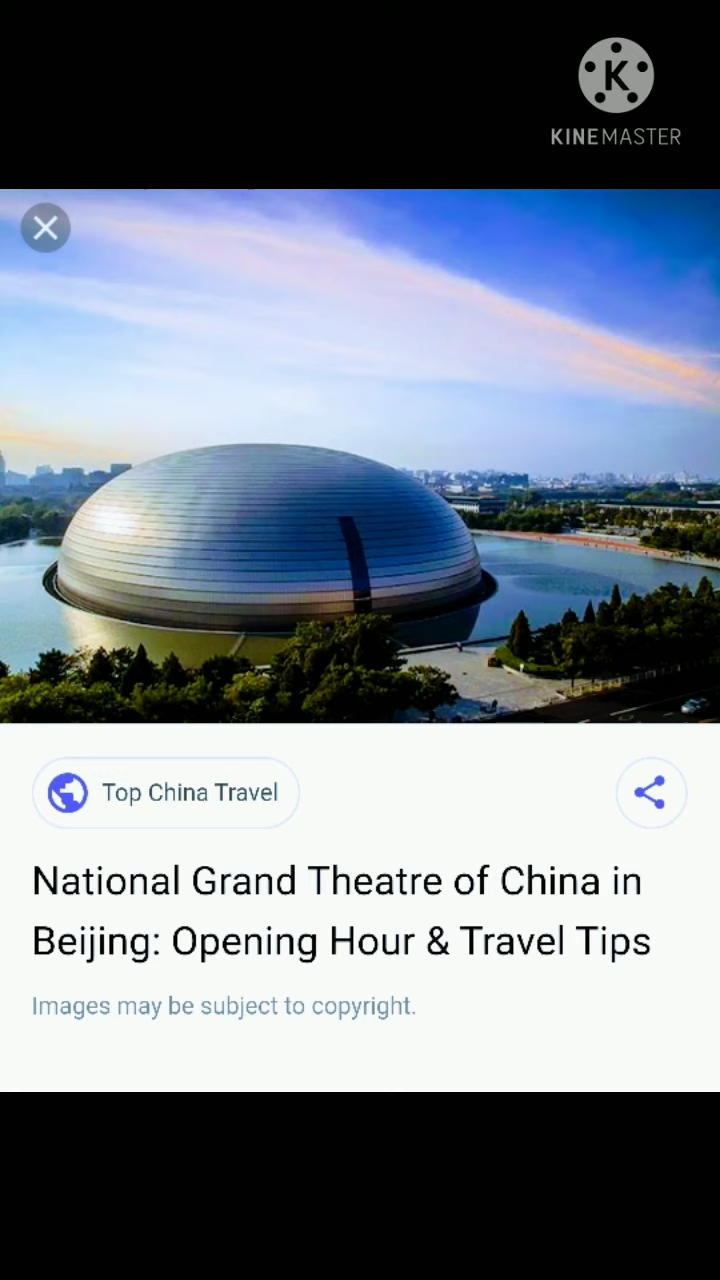 K
KINEMASTER
Top China Travel
National Grand Theatre of China in
Beijing: Opening Hour & Travel Tips
Images may be subject to copyright.